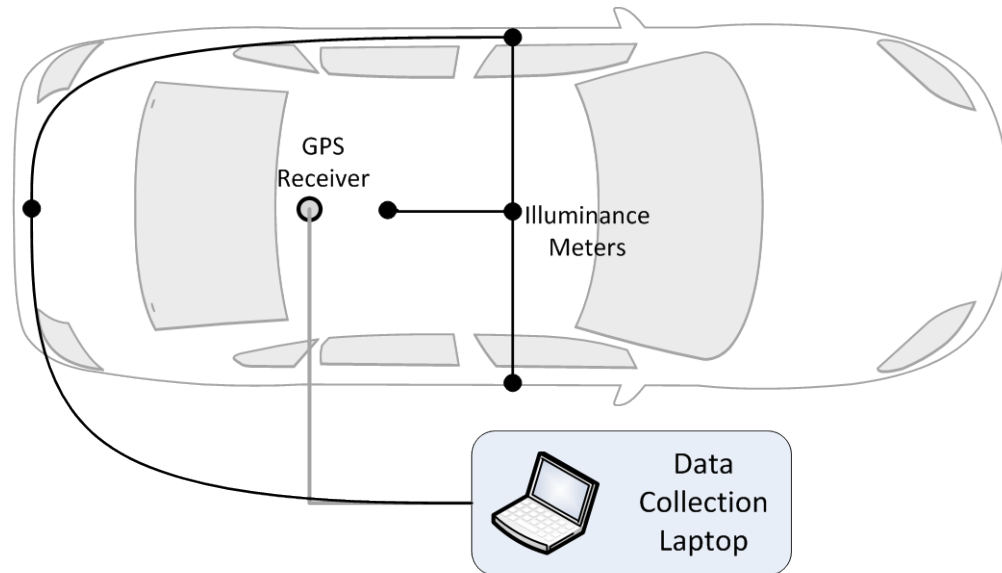 GPS
Receiver
Illuminance
Meters
Data
Collection
Laptop